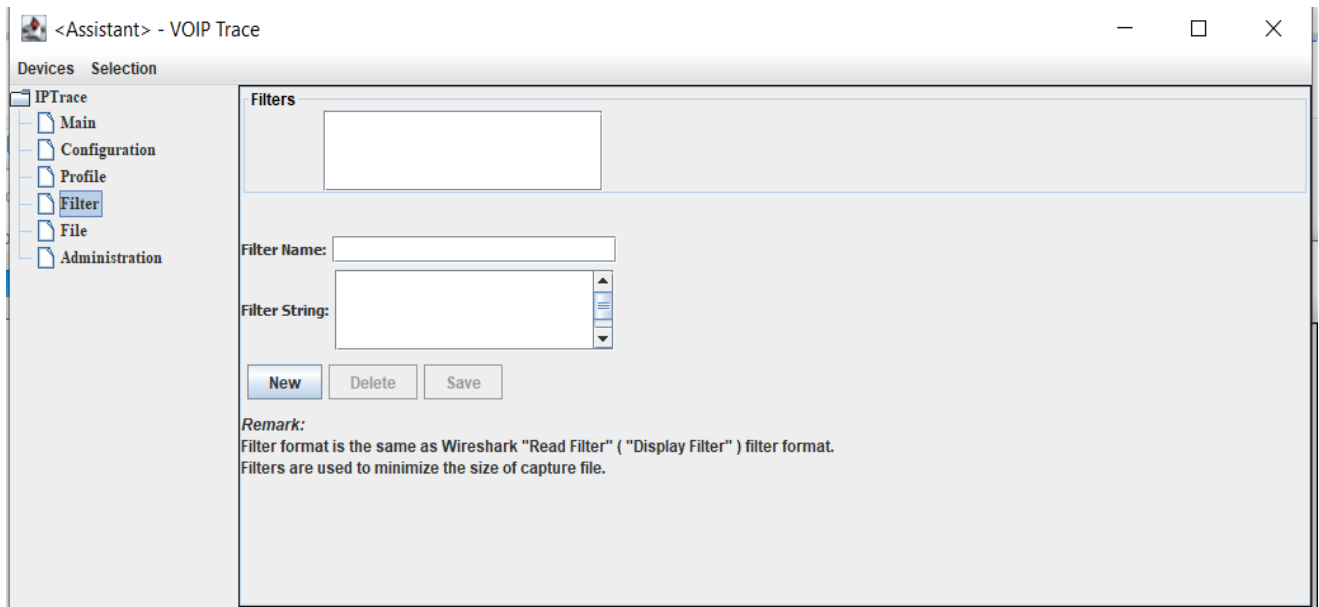 <Assistant> - VOIP Trace
Devices Selection
IPTrace
Main
Configuration
Profile
Filter
File
Administration
Filters
Filter Name:
Filter String:
New Delete Save
Remark:
Filter format is the same as Wireshark "Read Filter" ( "Display Filter" ) filter format.
Filters are used to minimize the size of capture file.